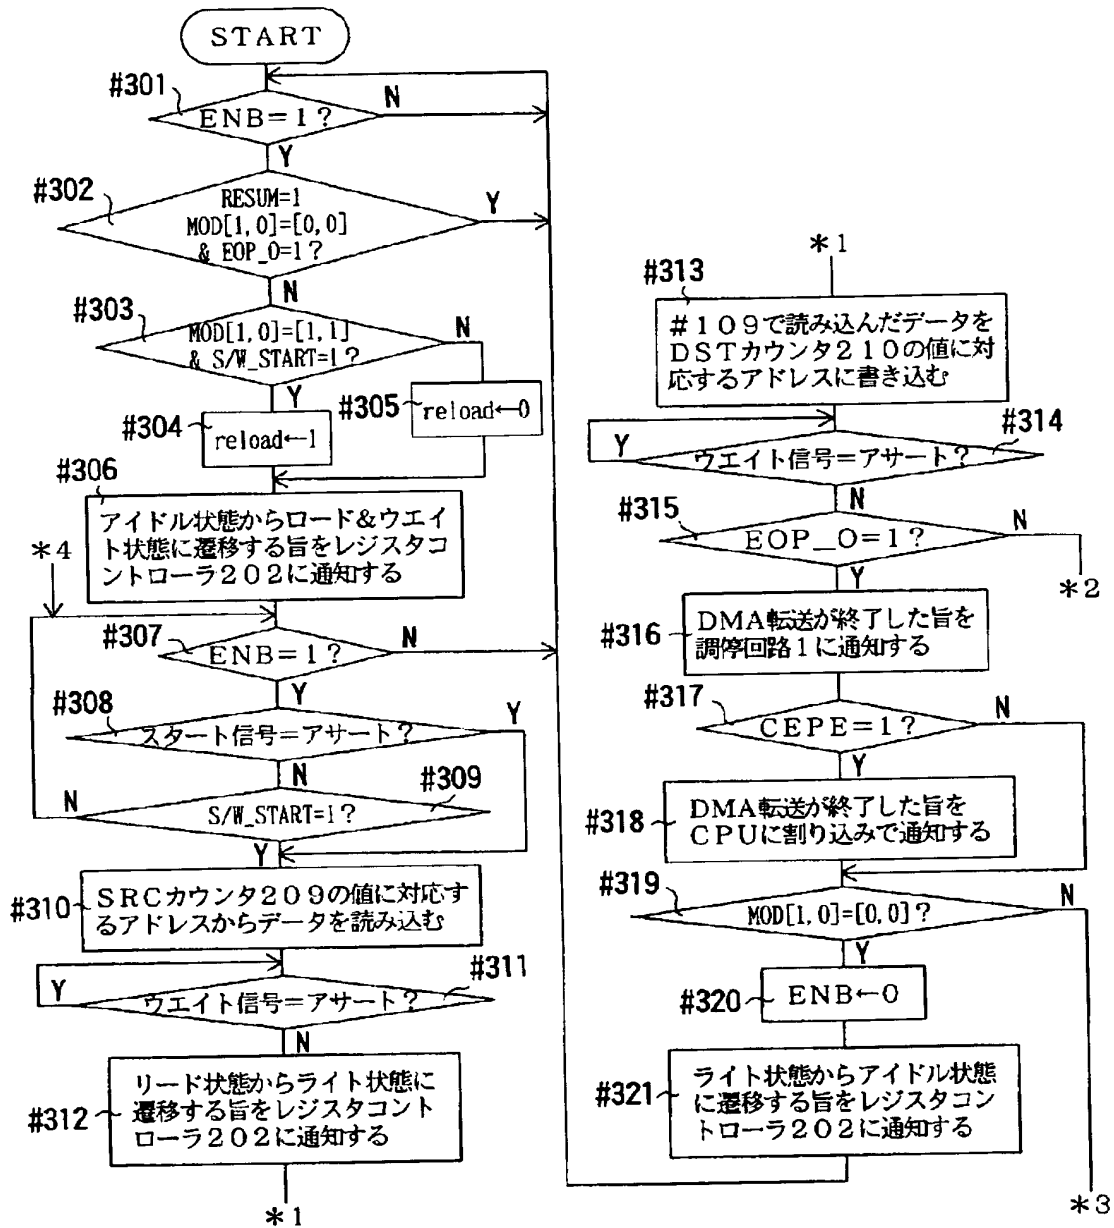 START
#301
ENB=1?
N
Y
#302
RESUM=1
MOD[1,0]=[0,0]
& EOP_O=1?
Y
N
#303
MOD[1,0]=[1,1]
& S/W_START=1?
N
Y
#304
reload←1
#305
reload←0
#306
アイドル状態からロード&ウエイ
ト状態に遷移する旨をレジスタコ
ントローラ202に通知する
*4
#307
ENB=1?
N
Y
#308
スタート信号=アサート?
Y
N
#309
S/W_START=1?
N
Y
#310
SRCカウンタ209の値に対応す
るアドレスからデータを読み込む
#311
ウエイト信号=アサート?
Y
N
#312
リード状態からライト状態に
遷移する旨をレジスタコント
ローラ202に通知する
*1
*1
#313
#109で読み込んだデータを
DSTカウンタ210の値に対
応するアドレスに書き込む
#314
ウエイト信号=アサート?
Y
N
#315
EOP_O=1?
N
*2
Y
#316
DMA転送が終了した旨を
調停回路1に通知する
#317
CEPE=1?
N
Y
#318
DMA転送が終了した旨を
CPUに割り込みで通知する
#319
MOD[1,0]=[0,0]?
N
Y
#320
ENB←0
#321
ライト状態からアイドル状態
に遷移する旨をレジスタコン
トローラ202に通知する
*3